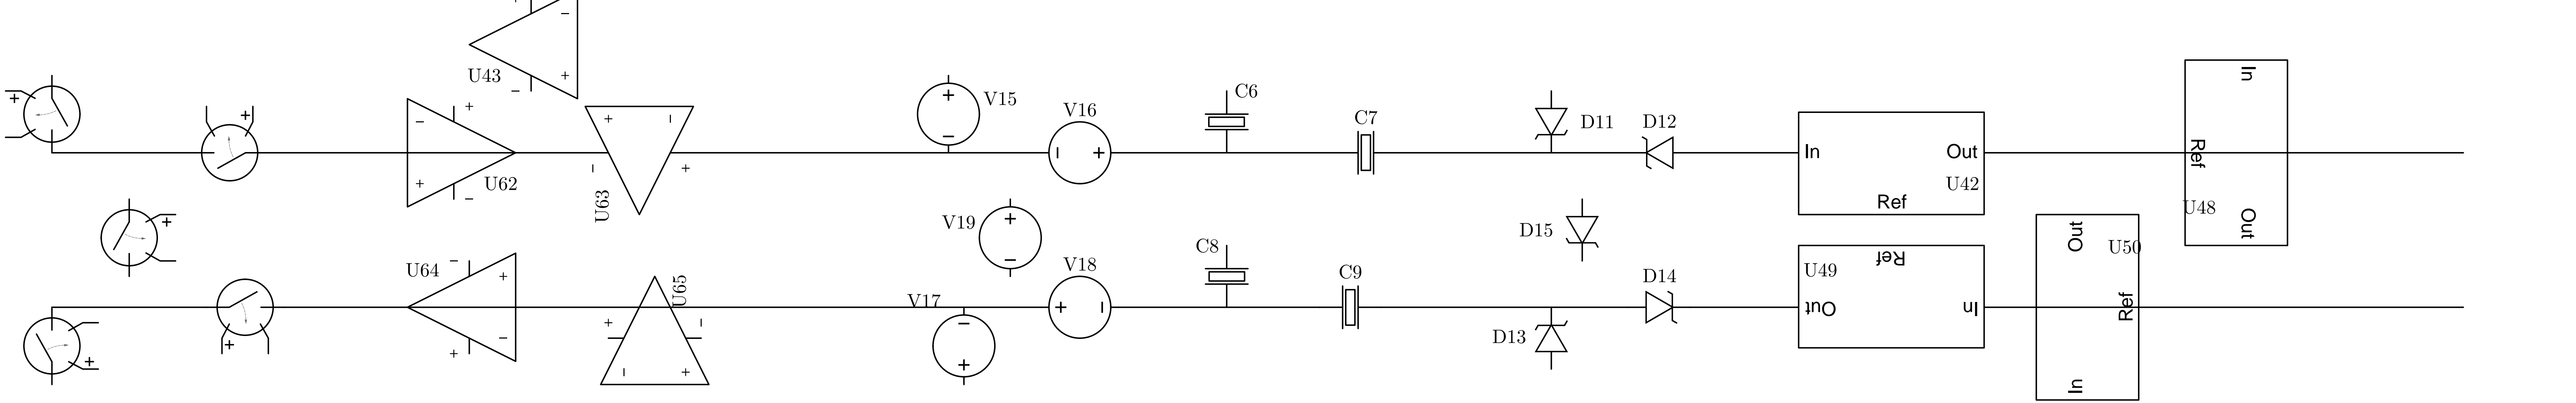 U43
U62
U63
V15
V16
C6
C7
D11
D12
In
Out
Ref
U42
In
Ref
Out
U48
U64
U65
V19
V17
V18
C8
C9
D15
D13
D14
U49
Ref
Out
In
Out
U50
Ref
In